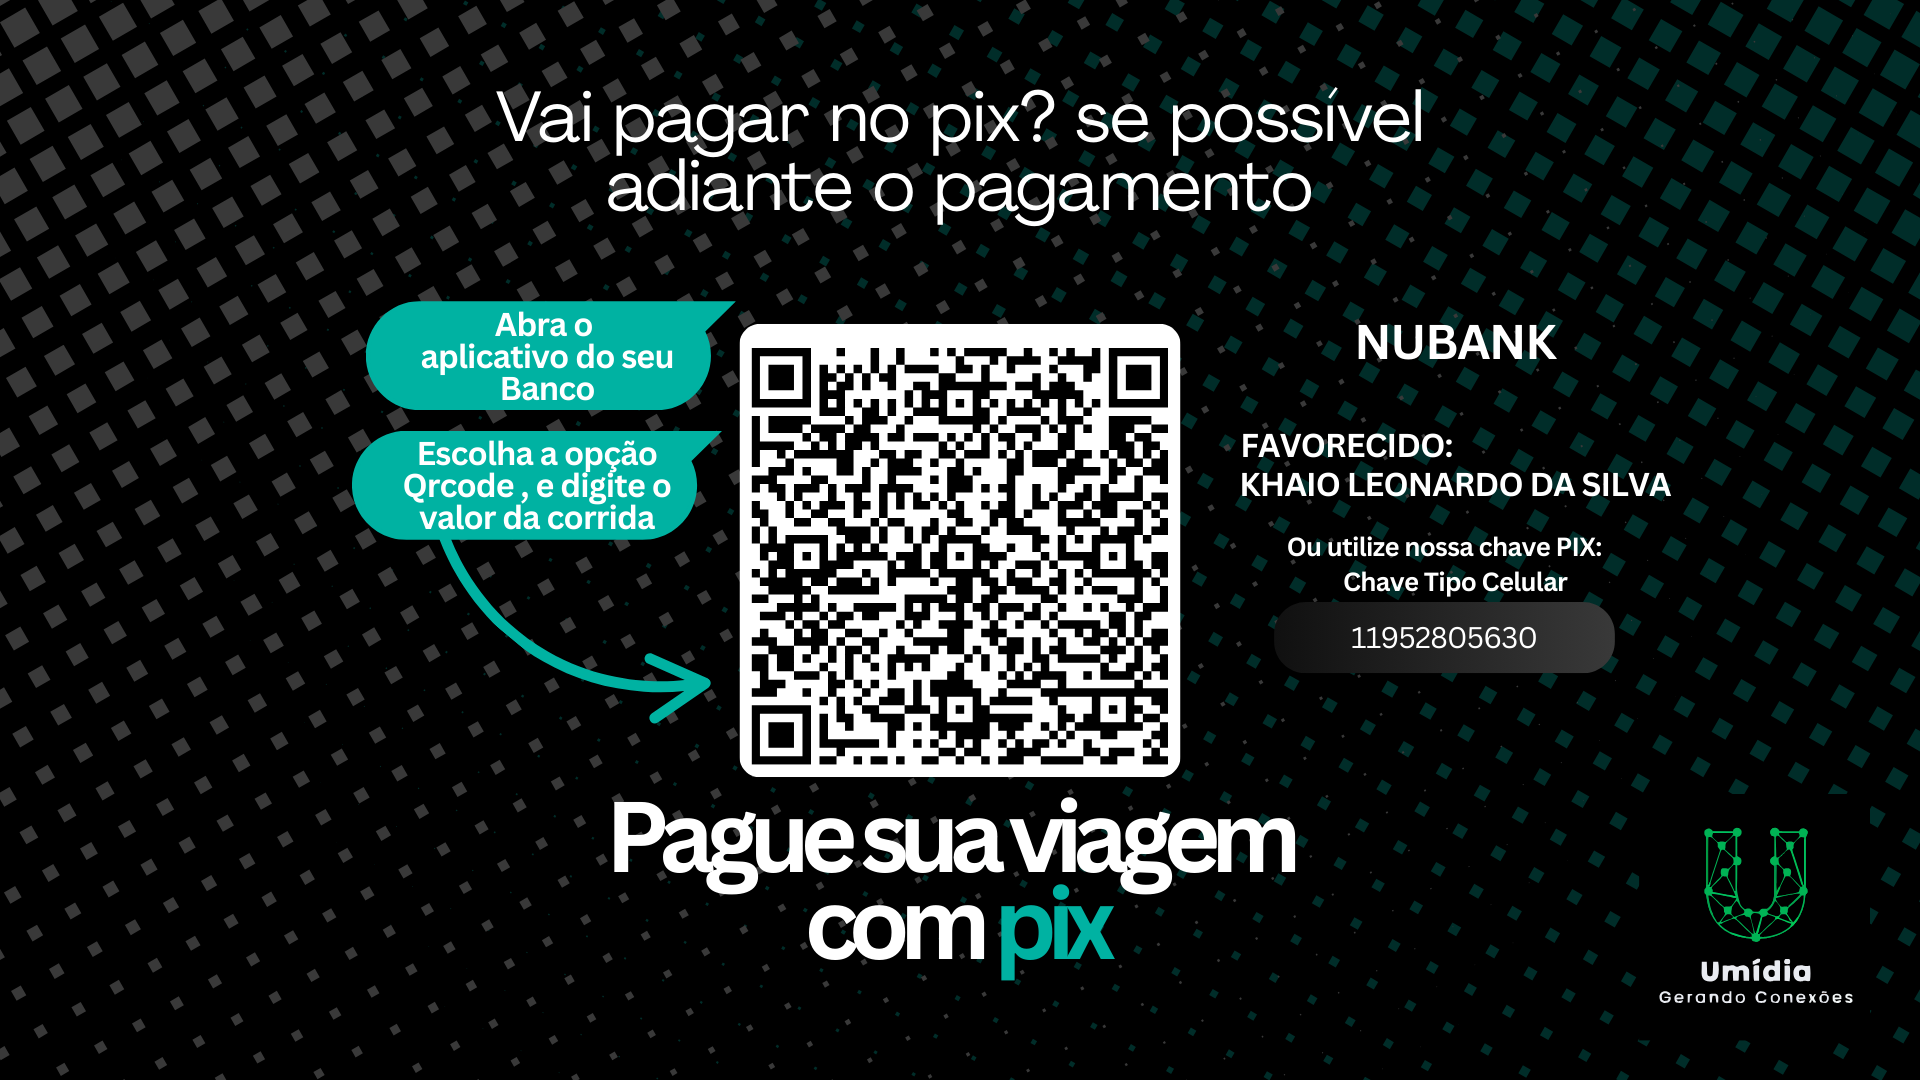 Vai pagar no pix? se possível
adiante o pagamento
Abra o
aplicativo do seu
Banco
Escolha a opção
Qrcode , e digite o
valor da corrida
NUBANK
FAVORECIDO:
KHAIO LEONARDO DA SILVA
Ou utilize nossa chave PIX:
Chave Tipo Celular
11952805630
Pague sua viagem
com pix
Umídia
Gerando Conexões